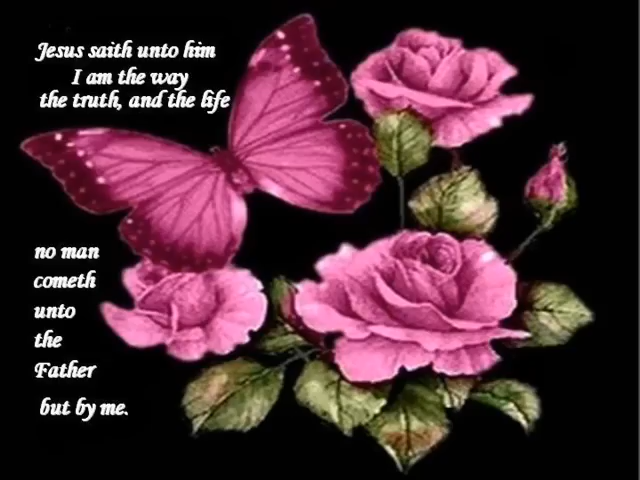 Jesus saith unto him
I am the way
the truth, and the life
no man
cometh
unto
the
Father
but by me.